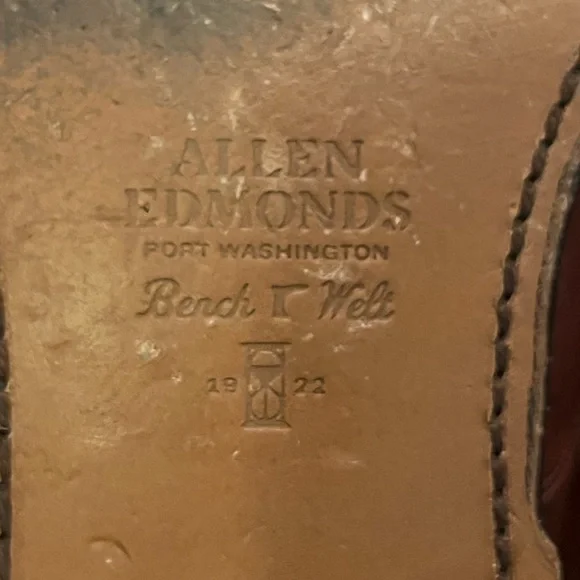 ALLEN
EDMONDS
PORT WASHINGTON
Bench Welt
19 22